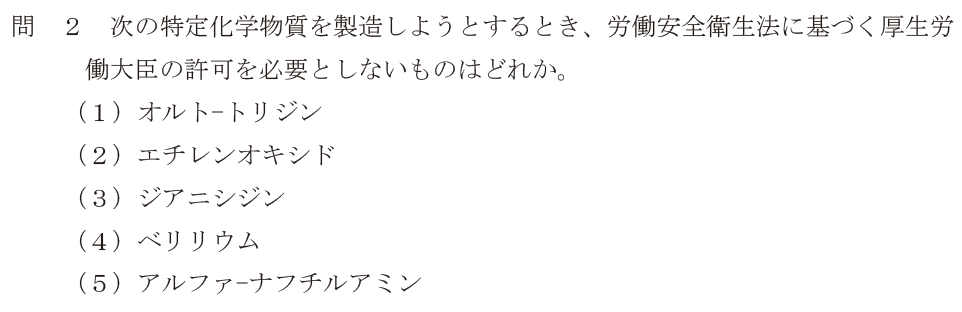 問　２　次の特定化学物質を製造しようとするとき、労働安全衛生法に基づく厚生労
働大臣の許可を必要としないものはどれか。
（１）オルト−トリジン
（２）エチレンオキシド
（３）ジアニシジン
（４）ベリリウム
（５）アルファ−ナフチルアミン